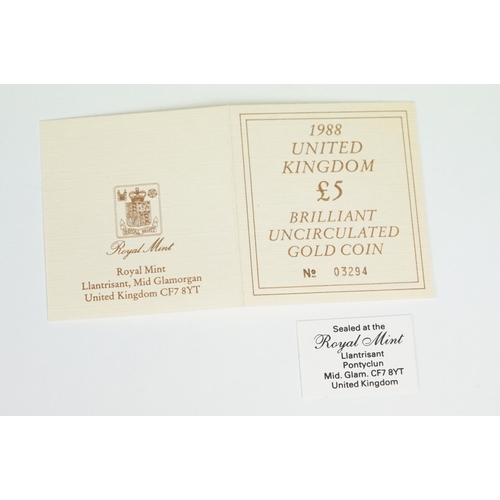 Royal Mint
Royal Mint
Llantrisant, Mid Glamorgan
United Kingdom CF7 8YT
1988
UNITED
KINGDOM
£5
BRILLIANT
UNCIRCULATED
GOLD COIN
No 03294
Sealed at the
Royal Mint
Llantrisant
Pontyclun
Mid. Glam. CF7 8YT
United Kingdom